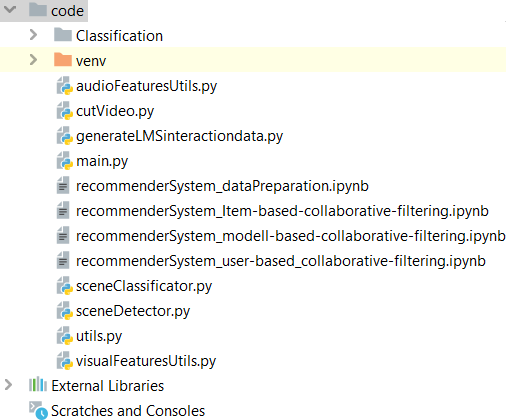 code
Classification
venv
audioFeaturesUtils.py
cutVideo.py
generateLMSinteractiondata.py
main.py
recommenderSystem_dataPreparation.ipynb
recommenderSystem_Item-based-collaborative-filtering.ipynb
recommenderSystem_modell-based-collaborative-filtering.ipynb
recommenderSystem_user-based_collaborative-filtering.ipynb
sceneClassificator.py
sceneDetector.py
utils.py
visualFeaturesUtils.py
External Libraries
Scratches and Consoles